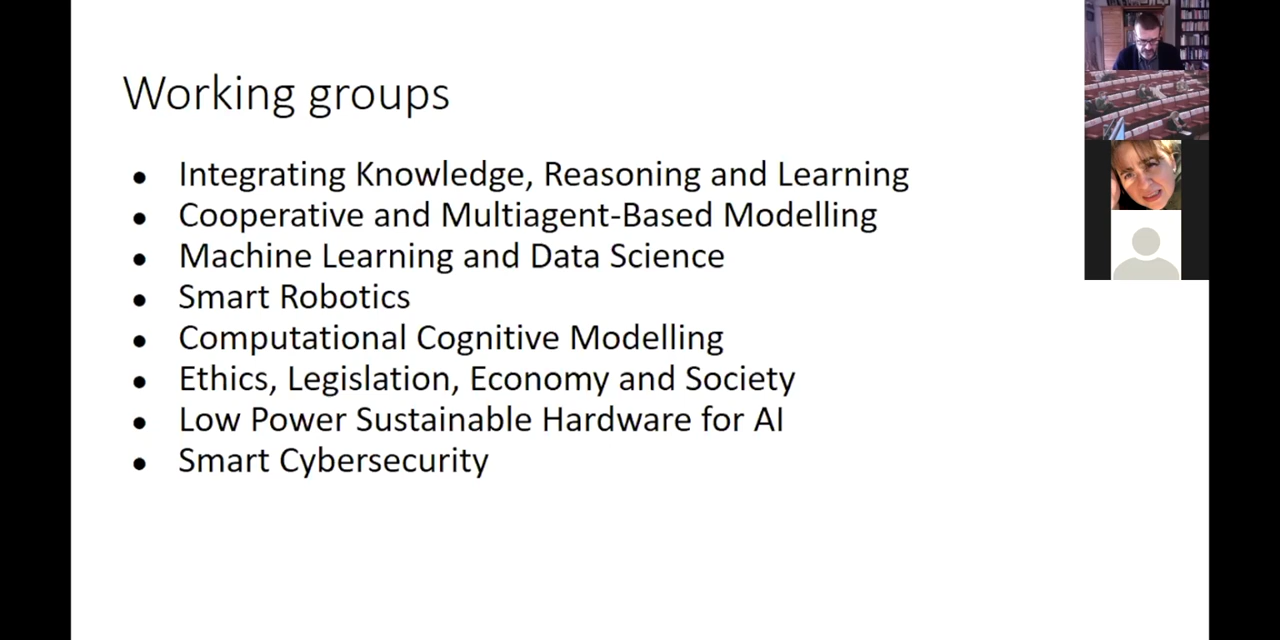 Working groups
● Integrating Knowledge, Reasoning and Learning
● Cooperative and Multiagent-Based Modelling
● Machine Learning and Data Science
● Smart Robotics
● Computational Cognitive Modelling
● Ethics, Legislation, Economy and Society
● Low Power Sustainable Hardware for AI
● Smart Cybersecurity